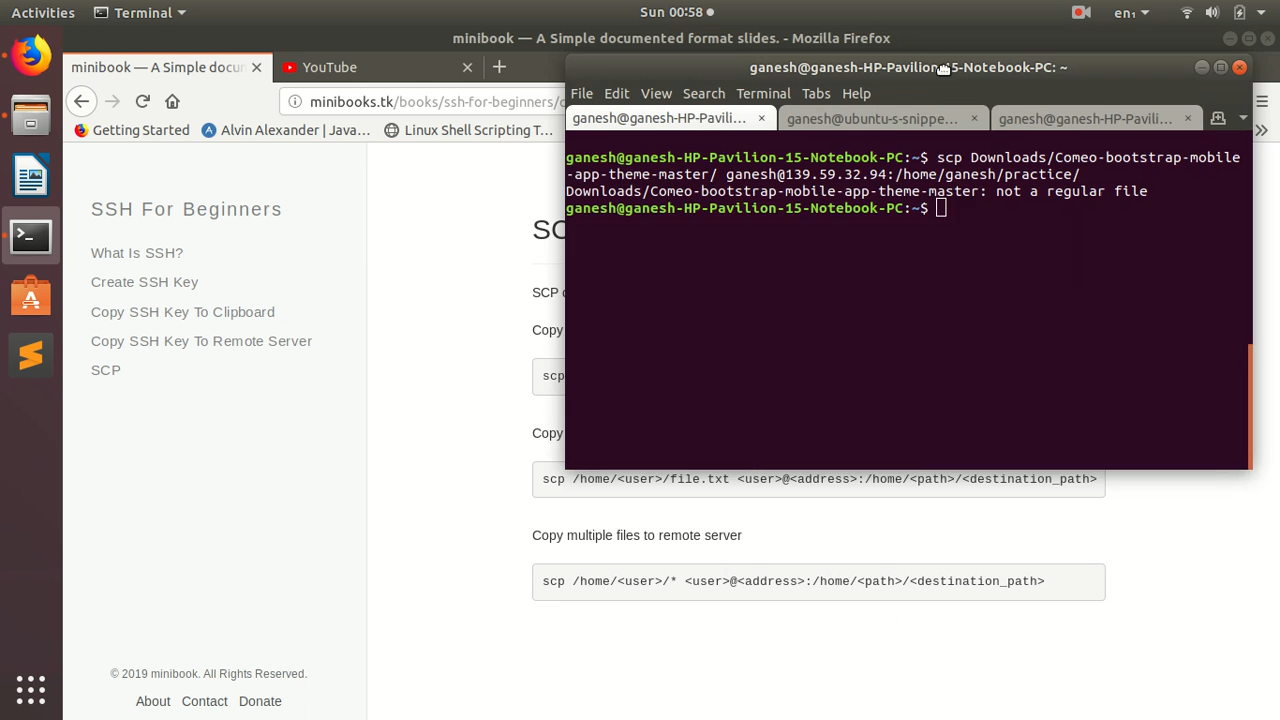 Activities
Terminal
Sun 00:58
en₁
minibook — A Simple documented format slides. - Mozilla Firefox
minibook — A Simple docun
YouTube
minibooks.tk/books/ssh-for-beginners/
Getting Started
Alvin Alexander | Java…
Linux Shell Scripting T…
SSH For Beginners
What Is SSH?
Create SSH Key
Copy SSH Key To Clipboard
Copy SSH Key To Remote Server
SCP
© 2019 minibook. All Rights Reserved.
About Contact Donate
SCP
Copy
scp
Copy
scp /home/<user>/file.txt <user>@<address>:/home/<path>/<destination_path>
Copy multiple files to remote server
scp /home/<user>/* <user>@<address>:/home/<path>/<destination_path>
ganesh@ganesh-HP-Pavilion-15-Notebook-PC: ~
File Edit View Search Terminal Tabs Help
ganesh@ganesh-HP-Pavili…
ganesh@ubuntu-s-snippe…
ganesh@ganesh-HP-Pavili…
ganesh@ganesh-HP-Pavilion-15-Notebook-PC:~$ scp Downloads/Comeo-bootstrap-mobile
-app-theme-master/ ganesh@139.59.32.94:/home/ganesh/practice/
Downloads/Comeo-bootstrap-mobile-app-theme-master: not a regular file
ganesh@ganesh-HP-Pavilion-15-Notebook-PC:~$